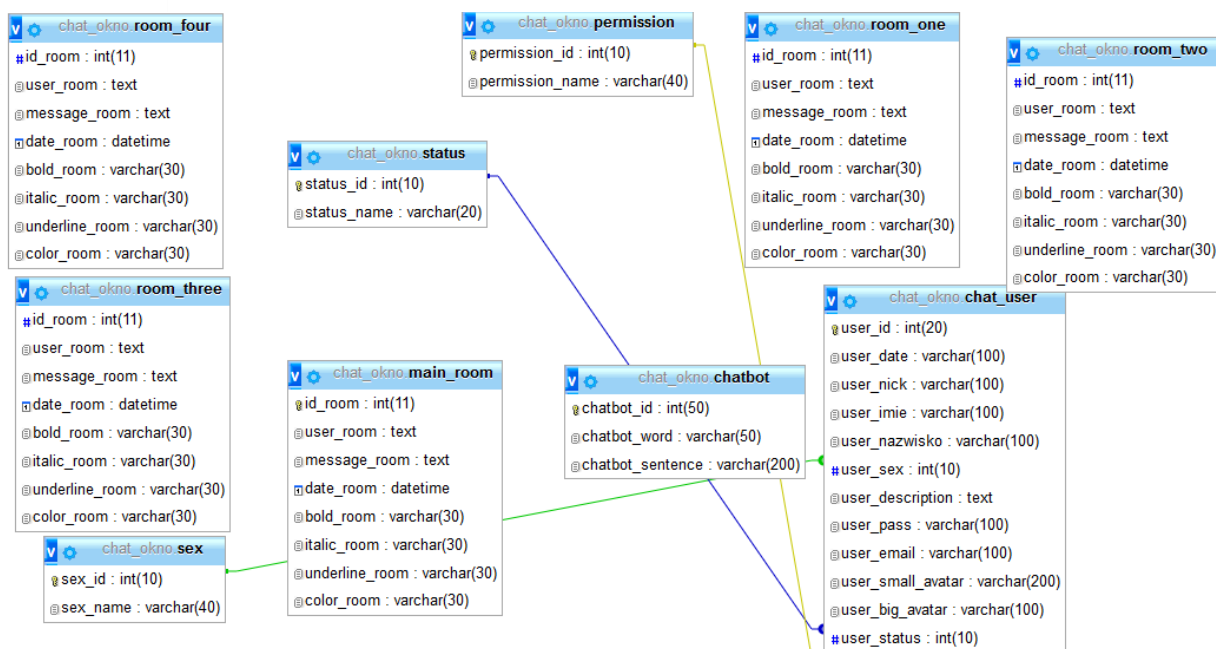 chat_okno.room_four
id_room : int(11)
user_room : text
message_room : text
date_room : datetime
bold_room : varchar(30)
italic_room : varchar(30)
underline_room : varchar(30)
color_room : varchar(30)
chat_okno.permission
permission_id : int(10)
permission_name : varchar(40)
chat_okno.room_one
id_room : int(11)
user_room : text
message_room : text
date_room : datetime
bold_room : varchar(30)
italic_room : varchar(30)
underline_room : varchar(30)
color_room : varchar(30)
chat_okno.room_two
id_room : int(11)
user_room : text
message_room : text
date_room : datetime
bold_room : varchar(30)
italic_room : varchar(30)
underline_room : varchar(30)
color_room : varchar(30)
chat_okno.status
status_id : int(10)
status_name : varchar(20)
chat_okno.room_three
id_room : int(11)
user_room : text
message_room : text
date_room : datetime
bold_room : varchar(30)
italic_room : varchar(30)
underline_room : varchar(30)
color_room : varchar(30)
chat_okno.main_room
id_room : int(11)
user_room : text
message_room : text
date_room : datetime
bold_room : varchar(30)
italic_room : varchar(30)
underline_room : varchar(30)
color_room : varchar(30)
chat_okno.chatbot
chatbot_id : int(50)
chatbot_word : varchar(50)
chatbot_sentence : varchar(200)
chat_okno.chat_user
user_id : int(20)
user_date : varchar(100)
user_nick : varchar(100)
user_imie : varchar(100)
user_nazwisko : varchar(100)
user_sex : int(10)
user_description : text
user_pass : varchar(100)
user_email : varchar(100)
user_small_avatar : varchar(200)
user_big_avatar : varchar(100)
user_status : int(10)
chat_okno.sex
sex_id : int(10)
sex_name : varchar(40)